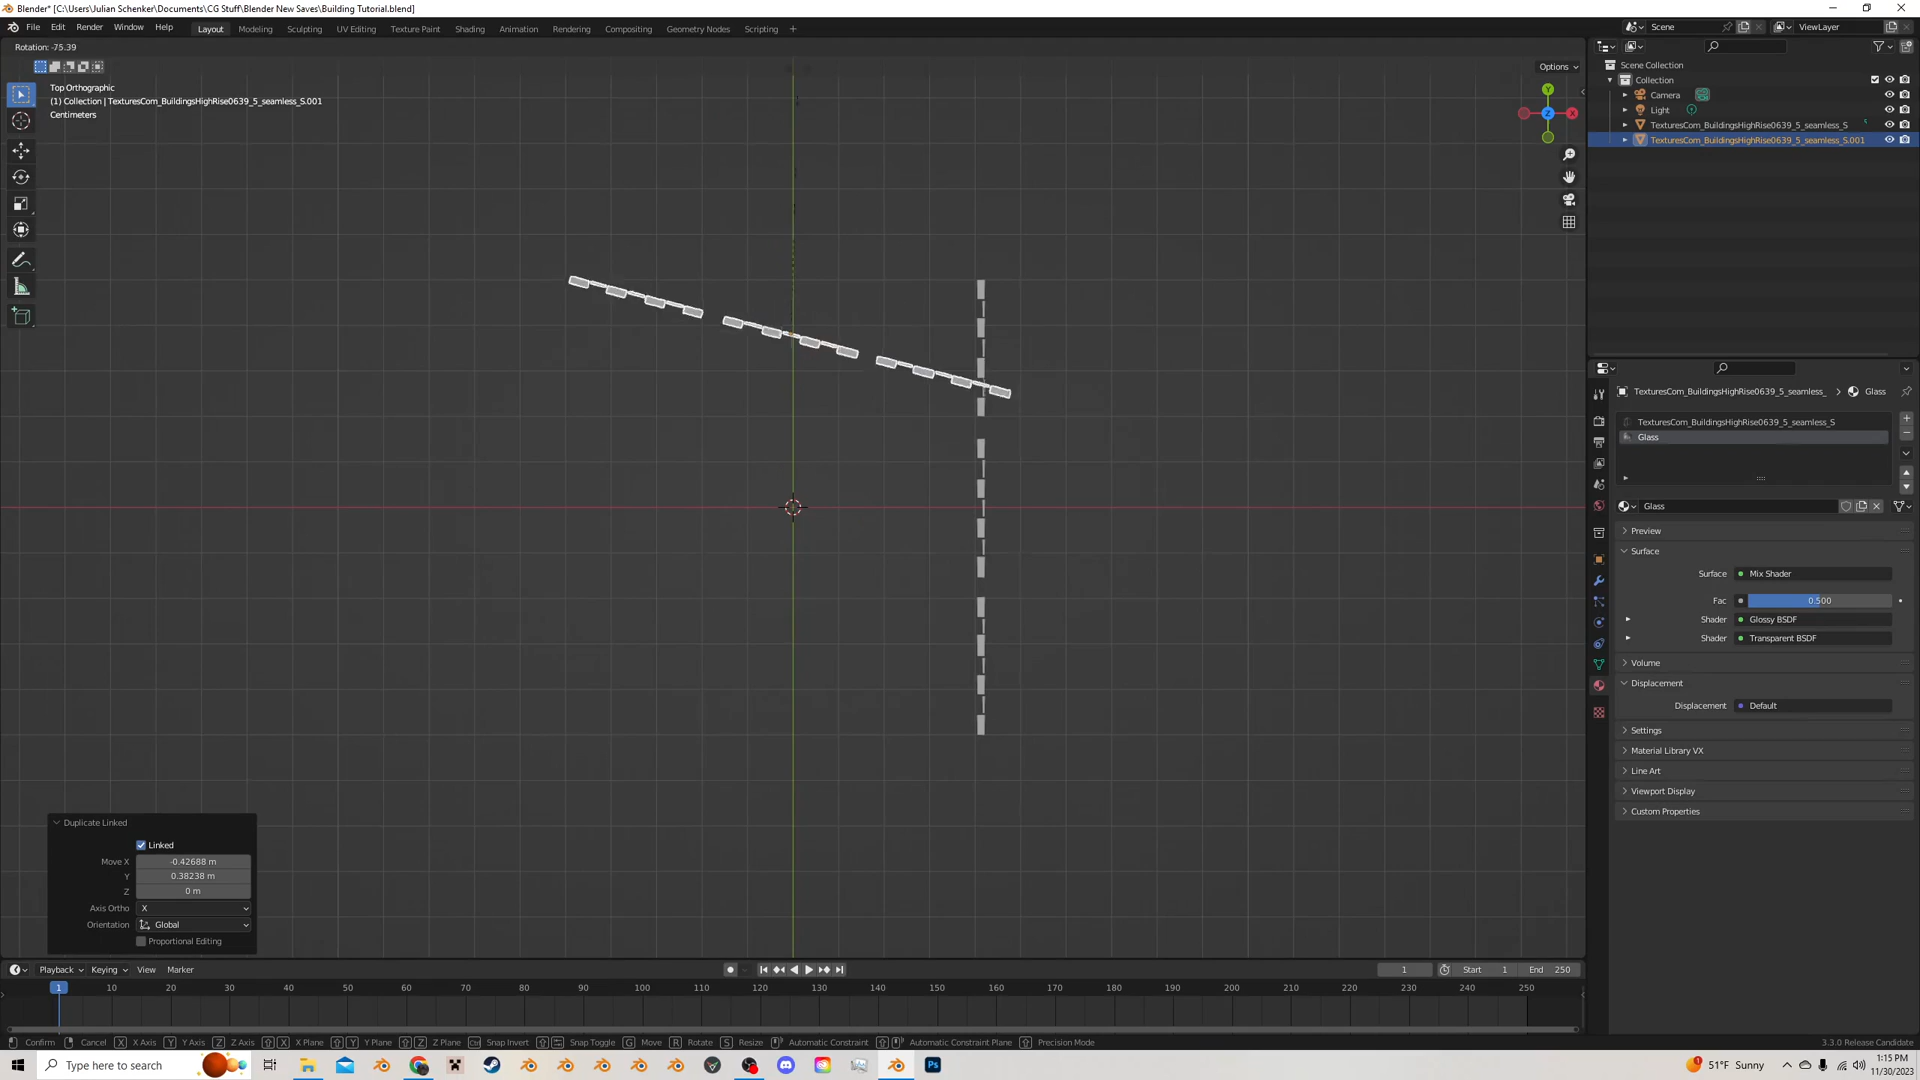 Blender* [C:\Users\Julian Schenker\Documents\CG Stuff\Blender New Saves\Building Tutorial.blend]
File Edit Render Window Help Layout Modeling Sculpting UV Editing Texture Paint Shading Animation Rendering Compositing Geometry Nodes Scripting + Scene ViewLayer
Rotation: -75.39
Options
Top Orthographic
(1) Collection | TexturesCom_BuildingsHighRise0639_5_seamless_S.001
Centimeters
Y
Z
X
Scene Collection
Collection
Camera
Light
TexturesCom_BuildingsHighRise0639_5_seamless_S
TexturesCom_BuildingsHighRise0639_5_seamless_S.001
TexturesCom_BuildingsHighRise0639_5_seamless_ > Glass
TexturesCom_BuildingsHighRise0639_5_seamless_S
Glass
Glass
Preview
Surface
Surface Mix Shader
Fac 0.500
Shader Glossy BSDF
Shader Transparent BSDF
Volume
Displacement
Displacement Default
Settings
Material Library VX
Line Art
Viewport Display
Custom Properties
Duplicate Linked
Linked
Move X -0.42688 m
Y 0.38238 m
Z 0 m
Axis Ortho X
Orientation Global
Proportional Editing
Playback Keying View Marker 1 Start 1 End 250
1 10 20 30 40 50 60 70 80 90 100 110 120 130 140 150 160 170 180 190 200 210 220 230 240 250
Confirm Cancel X X Axis Y Y Axis Z Z Axis X X Plane Y Y Plane Z Z Plane Ctrl Snap Invert Snap Toggle G Move R Rotate S Resize Automatic Constraint Automatic Constraint Plane Precision Mode 3.3.0 Release Candidate
Type here to search Ps 1 51°F Sunny 1:15 PM
11/30/2023